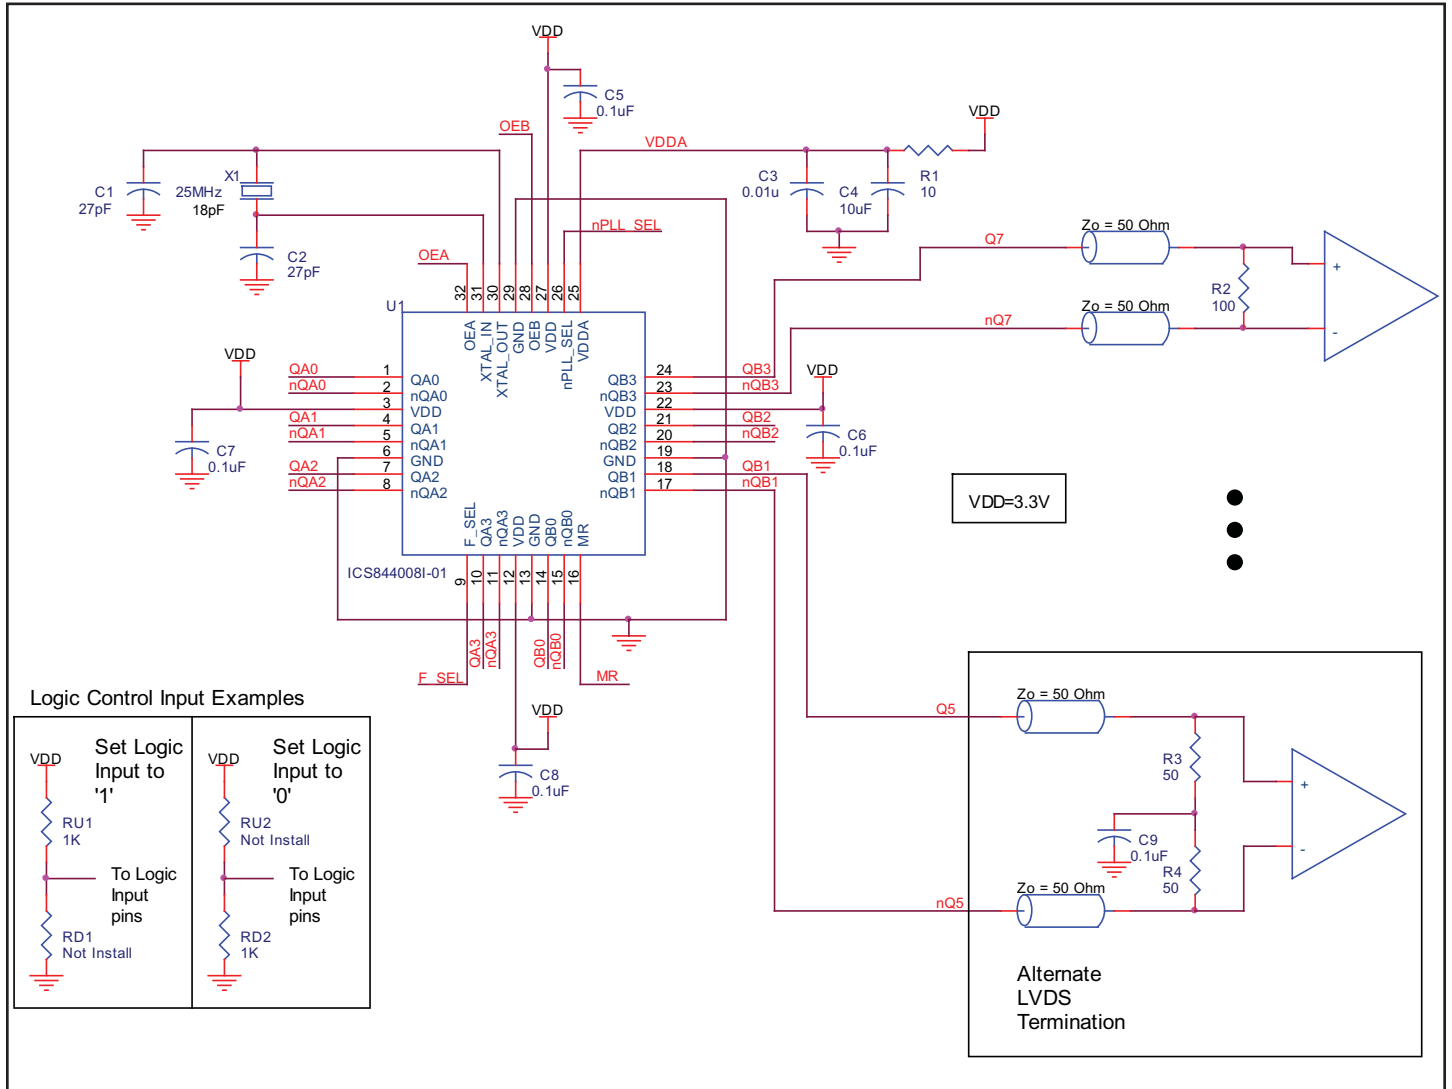 VDD
C5
0.1uF
OEB
VDDA
VDD
C1
27pF
X1
25MHz
18pF
C2
27pF
C3
0.01u
C4
10uF
R1
10
nPLL_SEL
OEA
Zo = 50 Ohm
Q7
R2
100
Zo = 50 Ohm
nQ7
+
-
U1
32
31
30
29
28
27
26
25
OEA
XTAL_IN
XTAL_OUT
GND
OEB
VDD
nPLL_SEL
VDDA
VDD
QA0
nQA0
QA1
nQA1
QA2
nQA2
1
2
3
4
5
6
7
8
QA0
nQA0
VDD
QA1
nQA1
GND
QA2
nQA2
C7
0.1uF
QB3
nQB3
VDD
QB2
nQB2
GND
QB1
nQB1
24
23
22
21
20
19
18
17
QB3
nQB3
QB2
nQB2
QB1
nQB1
VDD
C6
0.1uF
VDD=3.3V
F_SEL
QA3
nQA3
VDD
GND
QB0
nQB0
MR
ICS844008I-01
9
10
11
12
13
14
15
16
QA3
nQA3
QB0
nQB0
F_SEL
MR
VDD
C8
0.1uF
Logic Control Input Examples
VDD
Set Logic
Input to
'1'
RU1
1K
To Logic
Input
pins
RD1
Not Install
VDD
Set Logic
Input to
'0'
RU2
Not Install
To Logic
Input
pins
RD2
1K
Zo = 50 Ohm
Q5
R3
50
C9
0.1uF
R4
50
Zo = 50 Ohm
nQ5
+
-
Alternate
LVDS
Termination